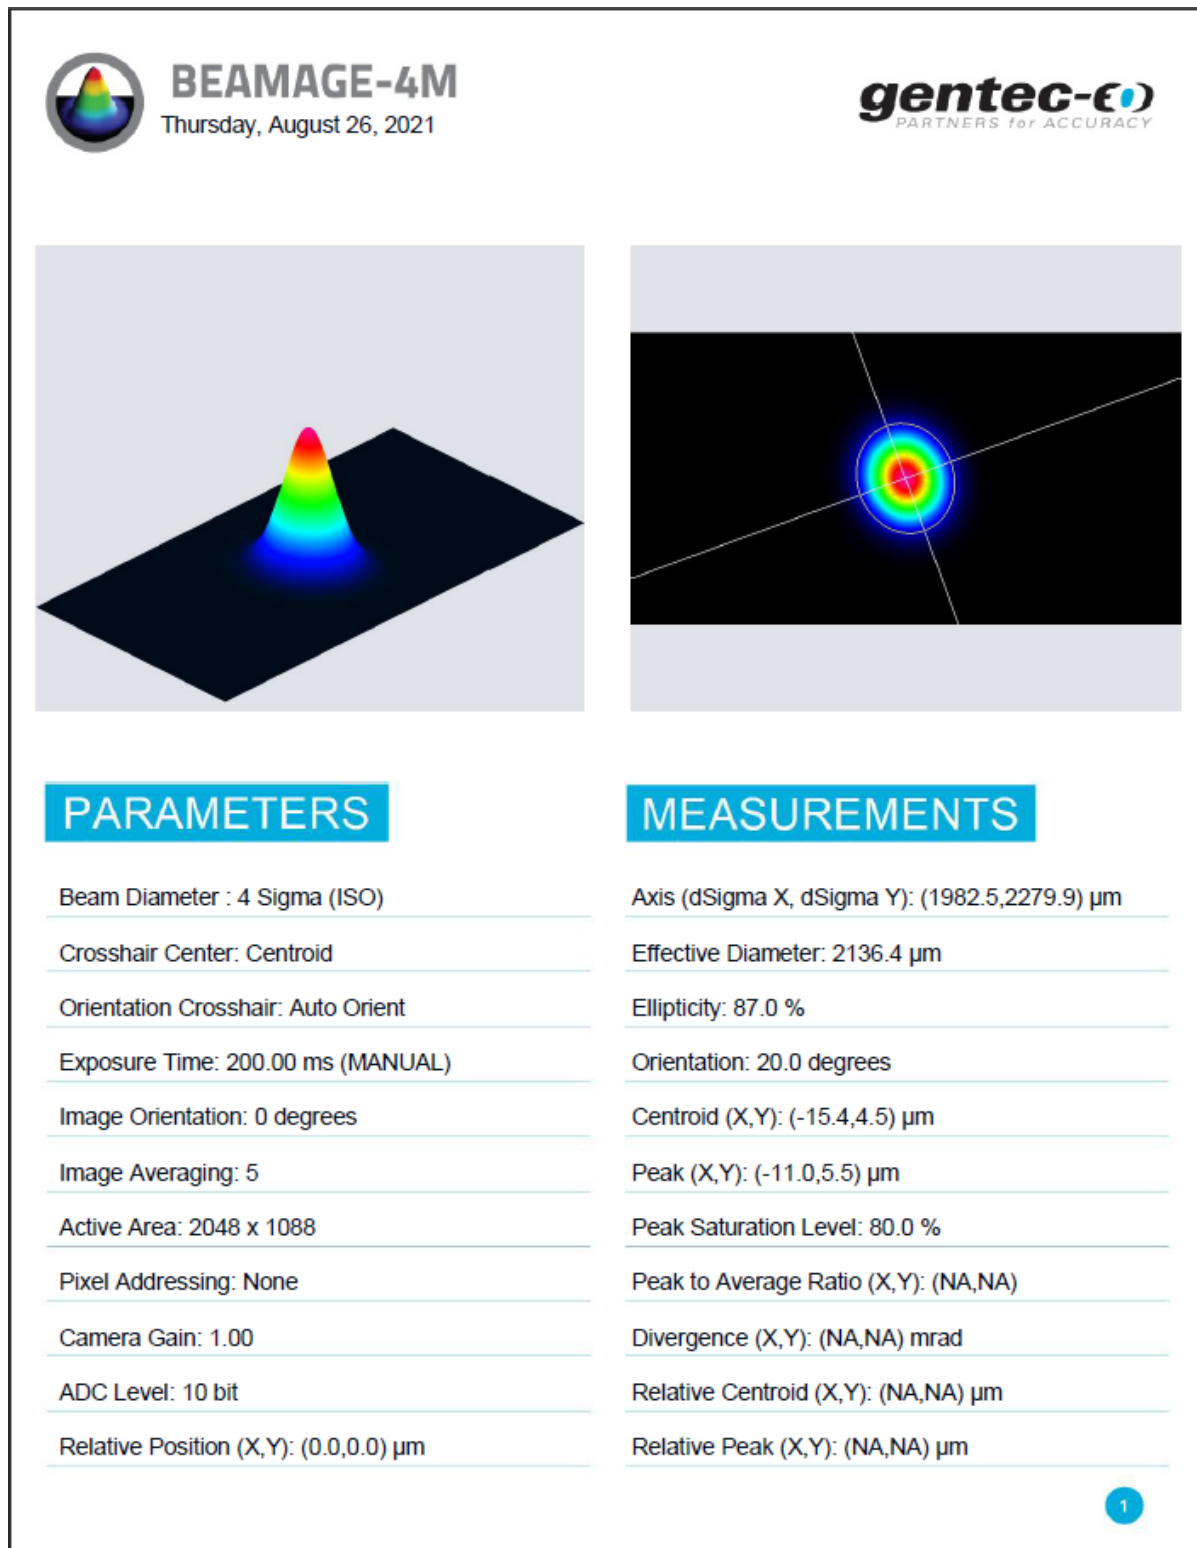 BEAMAGE-4M
Thursday, August 26, 2021
gentec-eo
PARTNERS for ACCURACY
PARAMETERS
Beam Diameter : 4 Sigma (ISO)
Crosshair Center: Centroid
Orientation Crosshair: Auto Orient
Exposure Time: 200.00 ms (MANUAL)
Image Orientation: 0 degrees
Image Averaging: 5
Active Area: 2048 x 1088
Pixel Addressing: None
Camera Gain: 1.00
ADC Level: 10 bit
Relative Position (X,Y): (0.0,0.0) µm
MEASUREMENTS
Axis (dSigma X, dSigma Y): (1982.5,2279.9) µm
Effective Diameter: 2136.4 µm
Ellipticity: 87.0 %
Orientation: 20.0 degrees
Centroid (X,Y): (-15.4,4.5) µm
Peak (X,Y): (-11.0,5.5) µm
Peak Saturation Level: 80.0 %
Peak to Average Ratio (X,Y): (NA,NA)
Divergence (X,Y): (NA,NA) mrad
Relative Centroid (X,Y): (NA,NA) µm
Relative Peak (X,Y): (NA,NA) µm
1